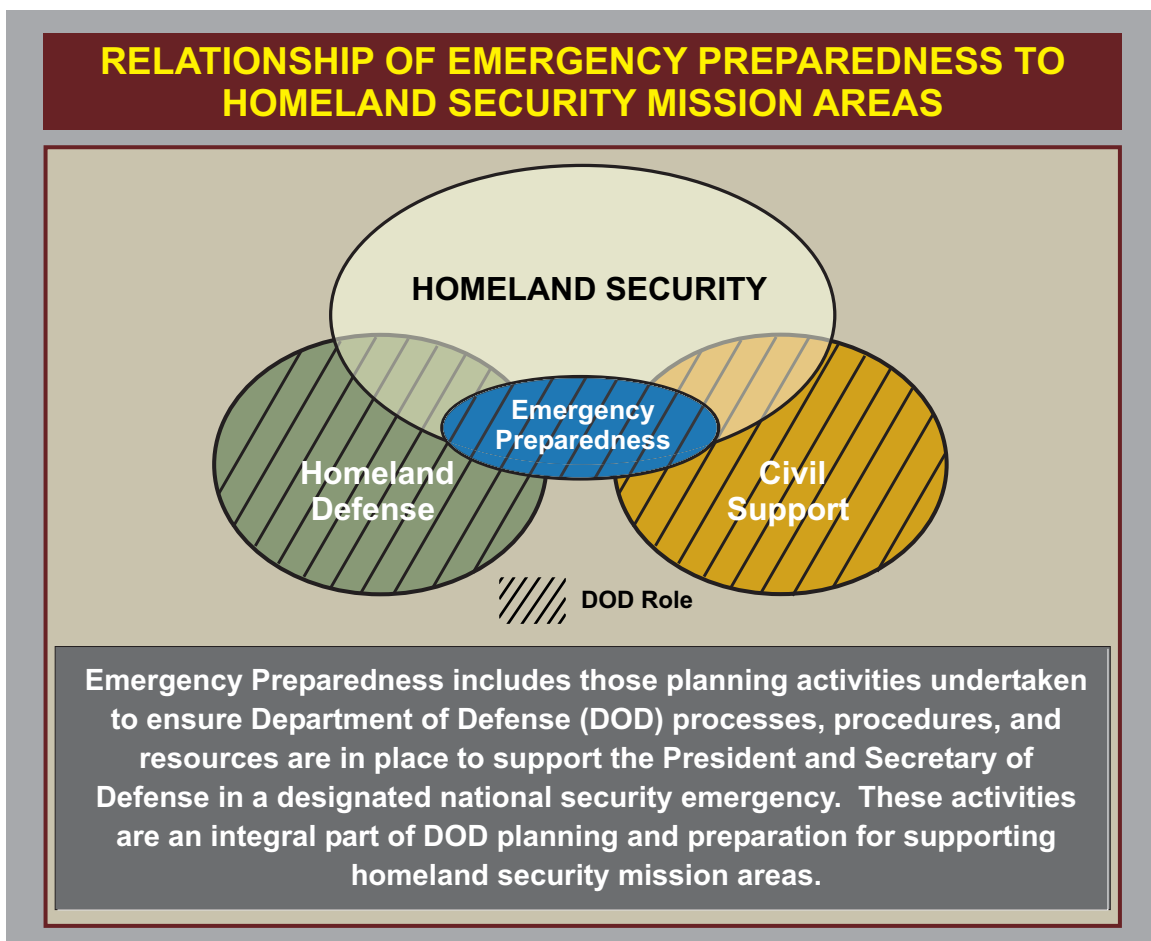 RELATIONSHIP OF EMERGENCY PREPAREDNESS TO
HOMELAND SECURITY MISSION AREAS
HOMELAND SECURITY
Emergency
Preparedness
Homeland
Defense
Civil
Support
DOD Role
Emergency Preparedness includes those planning activities undertaken
to ensure Department of Defense (DOD) processes, procedures, and
resources are in place to support the President and Secretary of
Defense in a designated national security emergency.  These activities
are an integral part of DOD planning and preparation for supporting
homeland security mission areas.